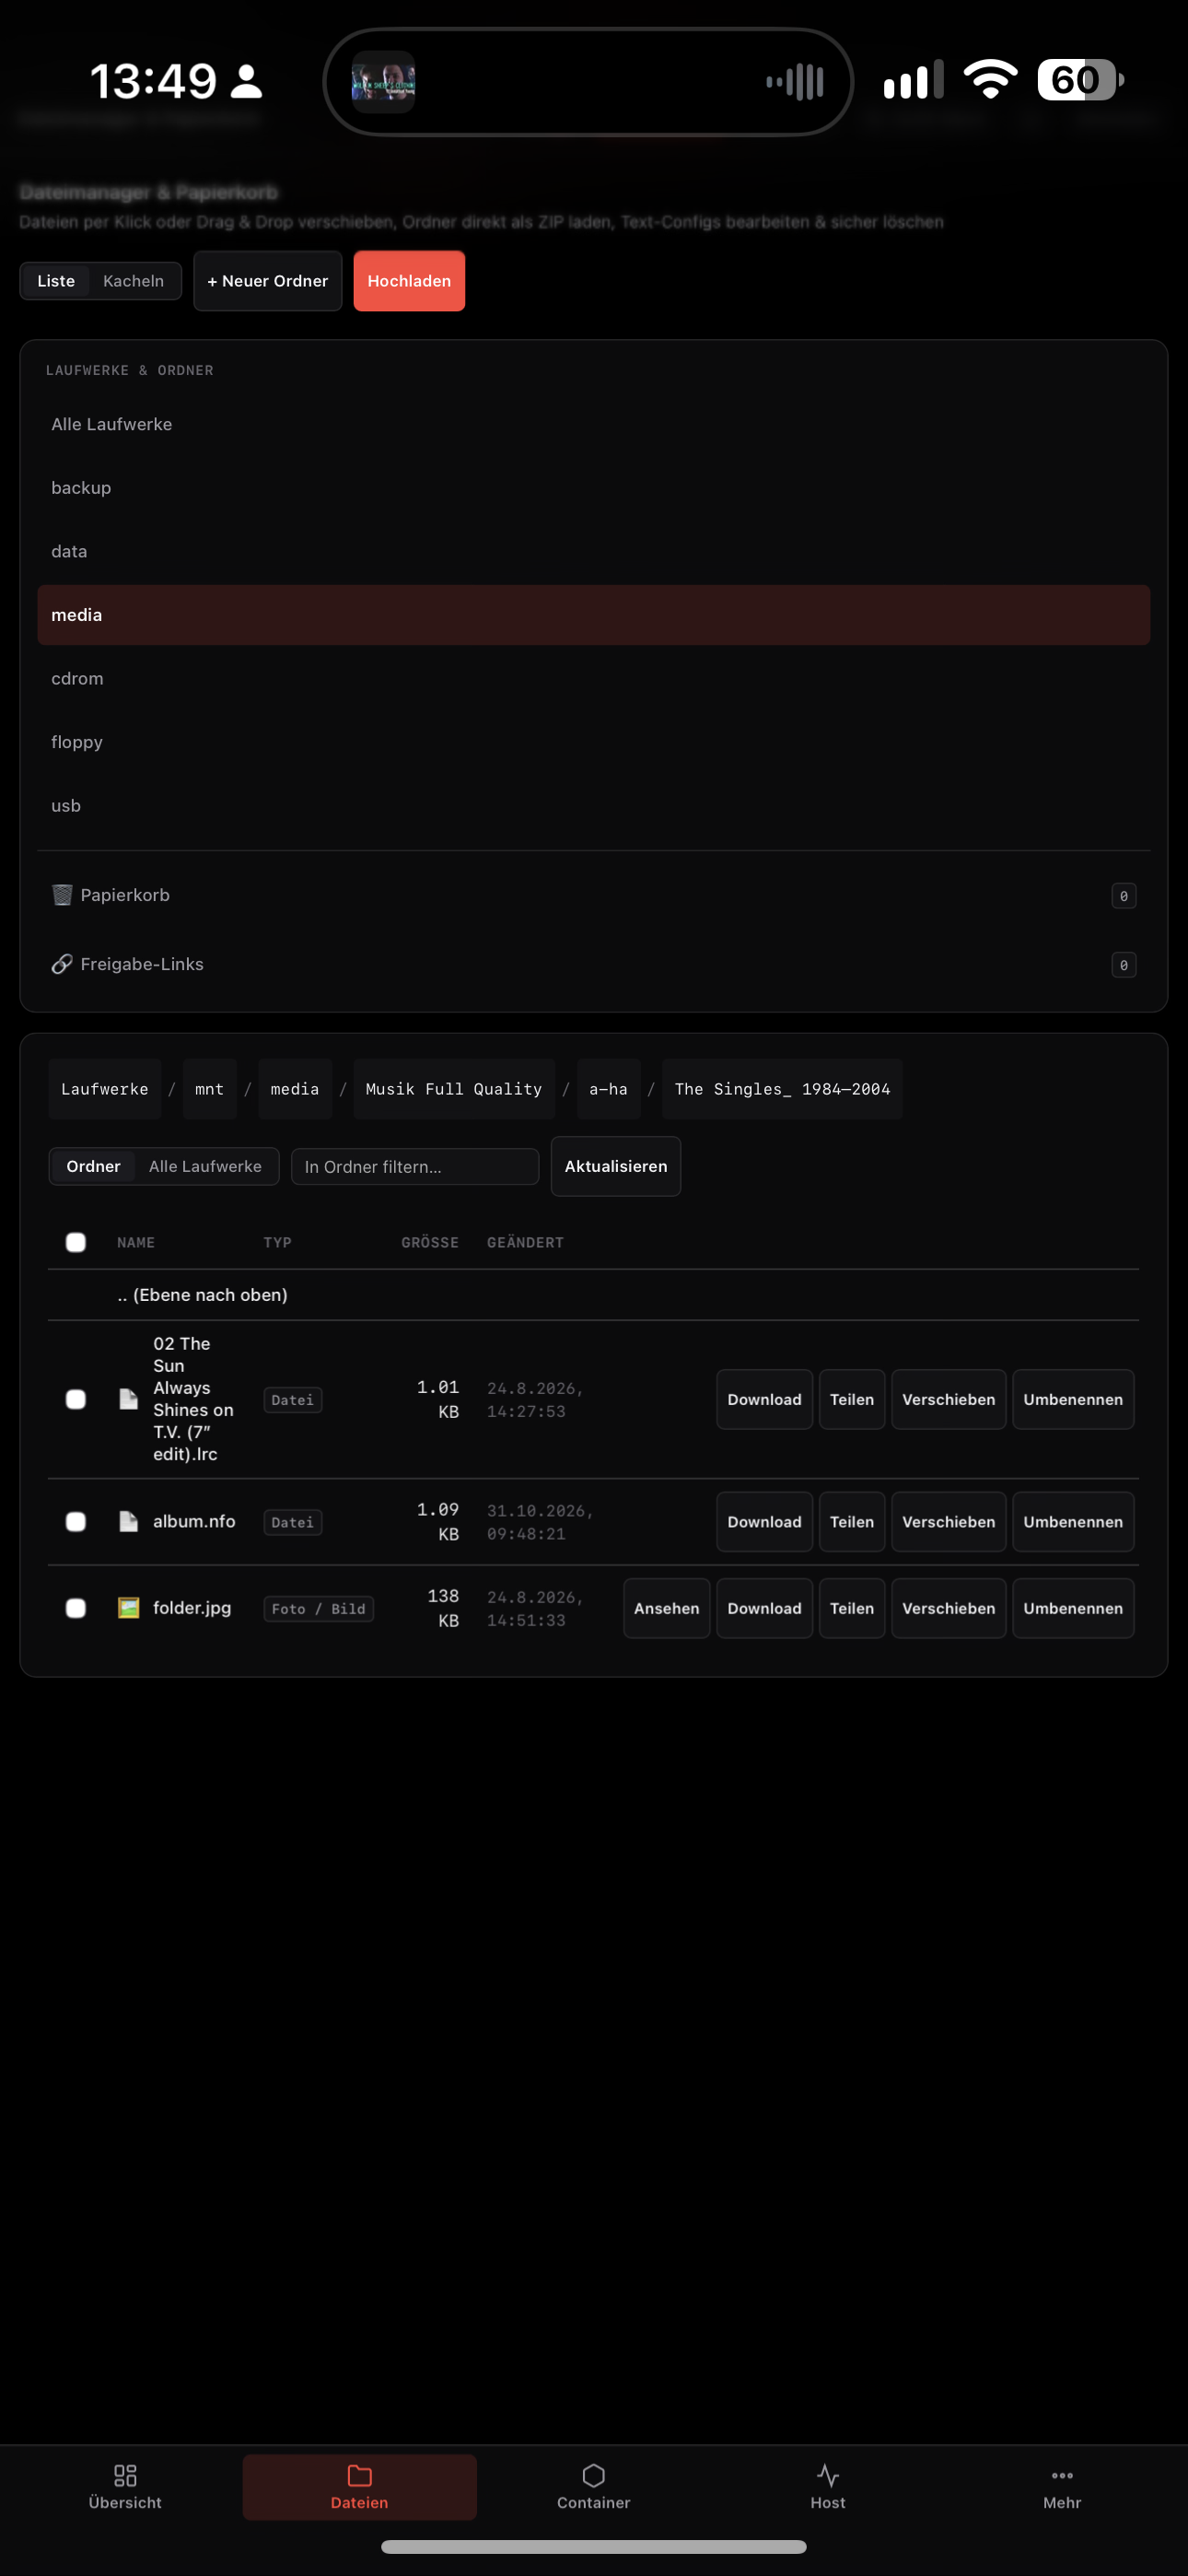 13:49
60
Dateimanager & Papierkorb
Dateien per Klick oder Drag & Drop verschieben, Ordner direkt als ZIP laden, Text-Configs bearbeiten & sicher löschen
Liste Kacheln + Neuer Ordner Hochladen
LAUFWERKE & ORDNER
Alle Laufwerke
backup
data
media
cdrom
floppy
usb
Papierkorb 0
Freigabe-Links 0
Laufwerke / mnt / media / Musik Full Quality / a-ha / The Singles_ 1984–2004
Ordner Alle Laufwerke In Ordner filtern... Aktualisieren
NAME TYP GRÖSSE GEÄNDERT
.. (Ebene nach oben)
02 The
Sun
Always
Shines on
T.V. (7″
edit).lrc
Datei
1.01
KB
24.8.2026,
14:27:53
Download Teilen Verschieben Umbenennen
album.nfo
Datei
1.09
KB
31.10.2026,
09:48:21
Download Teilen Verschieben Umbenennen
folder.jpg
Foto / Bild
138
KB
24.8.2026,
14:51:33
Ansehen Download Teilen Verschieben Umbenennen
Übersicht Dateien Container Host Mehr